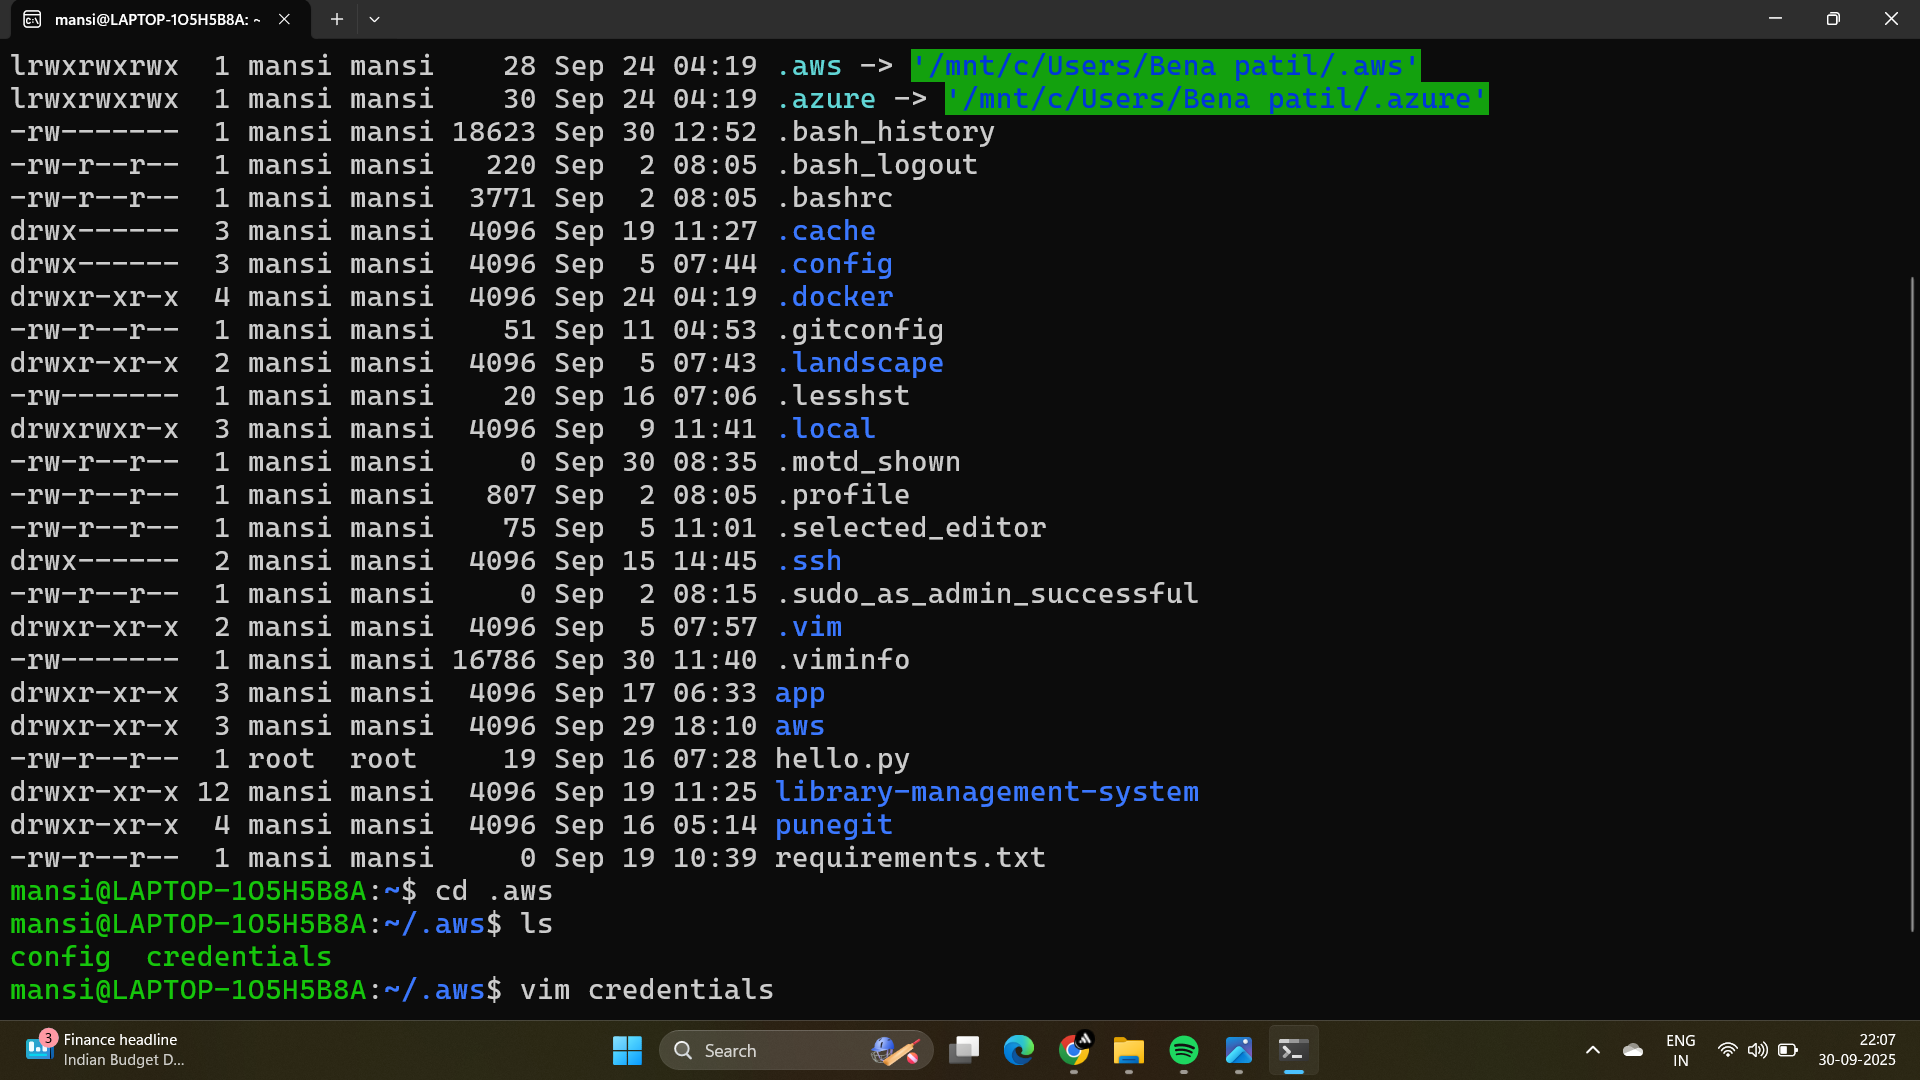 mansi@LAPTOP-1O5H5B8A: ~
lrwxrwxrwx  1 mansi mansi    28 Sep 24 04:19 .aws -> '/mnt/c/Users/Bena patil/.aws'
lrwxrwxrwx  1 mansi mansi    30 Sep 24 04:19 .azure -> '/mnt/c/Users/Bena patil/.azure'
-rw-------  1 mansi mansi 18623 Sep 30 12:52 .bash_history
-rw-r--r--  1 mansi mansi   220 Sep  2 08:05 .bash_logout
-rw-r--r--  1 mansi mansi  3771 Sep  2 08:05 .bashrc
drwx------  3 mansi mansi  4096 Sep 19 11:27 .cache
drwx------  3 mansi mansi  4096 Sep  5 07:44 .config
drwxr-xr-x  4 mansi mansi  4096 Sep 24 04:19 .docker
-rw-r--r--  1 mansi mansi    51 Sep 11 04:53 .gitconfig
drwxr-xr-x  2 mansi mansi  4096 Sep  5 07:43 .landscape
-rw-------  1 mansi mansi    20 Sep 16 07:06 .lesshst
drwxrwxr-x  3 mansi mansi  4096 Sep  9 11:41 .local
-rw-r--r--  1 mansi mansi     0 Sep 30 08:35 .motd_shown
-rw-r--r--  1 mansi mansi   807 Sep  2 08:05 .profile
-rw-r--r--  1 mansi mansi    75 Sep  5 11:01 .selected_editor
drwx------  2 mansi mansi  4096 Sep 15 14:45 .ssh
-rw-r--r--  1 mansi mansi     0 Sep  2 08:15 .sudo_as_admin_successful
drwxr-xr-x  2 mansi mansi  4096 Sep  5 07:57 .vim
-rw-------  1 mansi mansi 16786 Sep 30 11:40 .viminfo
drwxr-xr-x  3 mansi mansi  4096 Sep 17 06:33 app
drwxr-xr-x  3 mansi mansi  4096 Sep 29 18:10 aws
-rw-r--r--  1 root  root     19 Sep 16 07:28 hello.py
drwxr-xr-x 12 mansi mansi  4096 Sep 19 11:25 library-management-system
drwxr-xr-x  4 mansi mansi  4096 Sep 16 05:14 punegit
-rw-r--r--  1 mansi mansi     0 Sep 19 10:39 requirements.txt
mansi@LAPTOP-1O5H5B8A:~$ cd .aws
mansi@LAPTOP-1O5H5B8A:~/.aws$ ls
config  credentials
mansi@LAPTOP-1O5H5B8A:~/.aws$ vim credentials
3
Finance headline
Indian Budget D...
Search
ENG
IN
22:07
30-09-2025